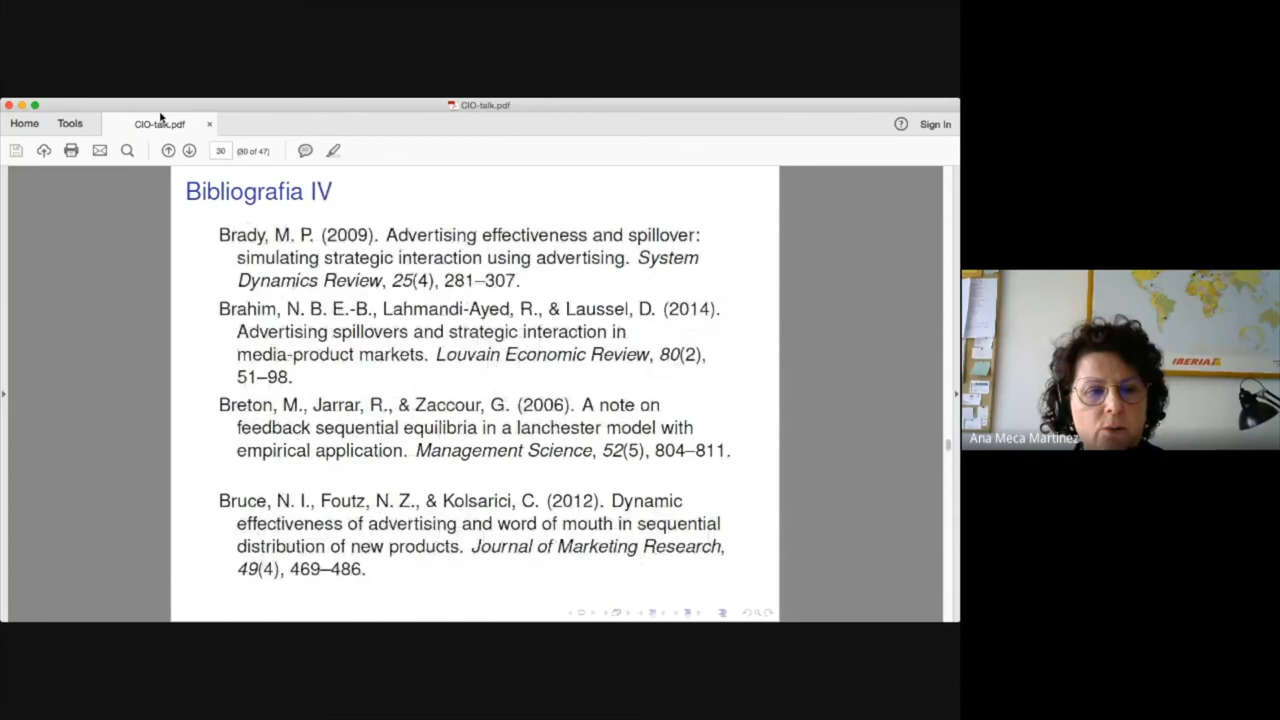 CIO-talk.pdf
Home Tools CIO-talk.pdf × ? Sign In
30 (30 of 47)
Bibliografia IV
Brady, M. P. (2009). Advertising effectiveness and spillover:
simulating strategic interaction using advertising. System
Dynamics Review, 25(4), 281–307.
Brahim, N. B. E.-B., Lahmandi-Ayed, R., & Laussel, D. (2014).
Advertising spillovers and strategic interaction in
media-product markets. Louvain Economic Review, 80(2),
51–98.
Breton, M., Jarrar, R., & Zaccour, G. (2006). A note on
feedback sequential equilibria in a lanchester model with
empirical application. Management Science, 52(5), 804–811.
Bruce, N. I., Foutz, N. Z., & Kolsarici, C. (2012). Dynamic
effectiveness of advertising and word of mouth in sequential
distribution of new products. Journal of Marketing Research,
49(4), 469–486.
IBERIA
Ana Meca Martinez